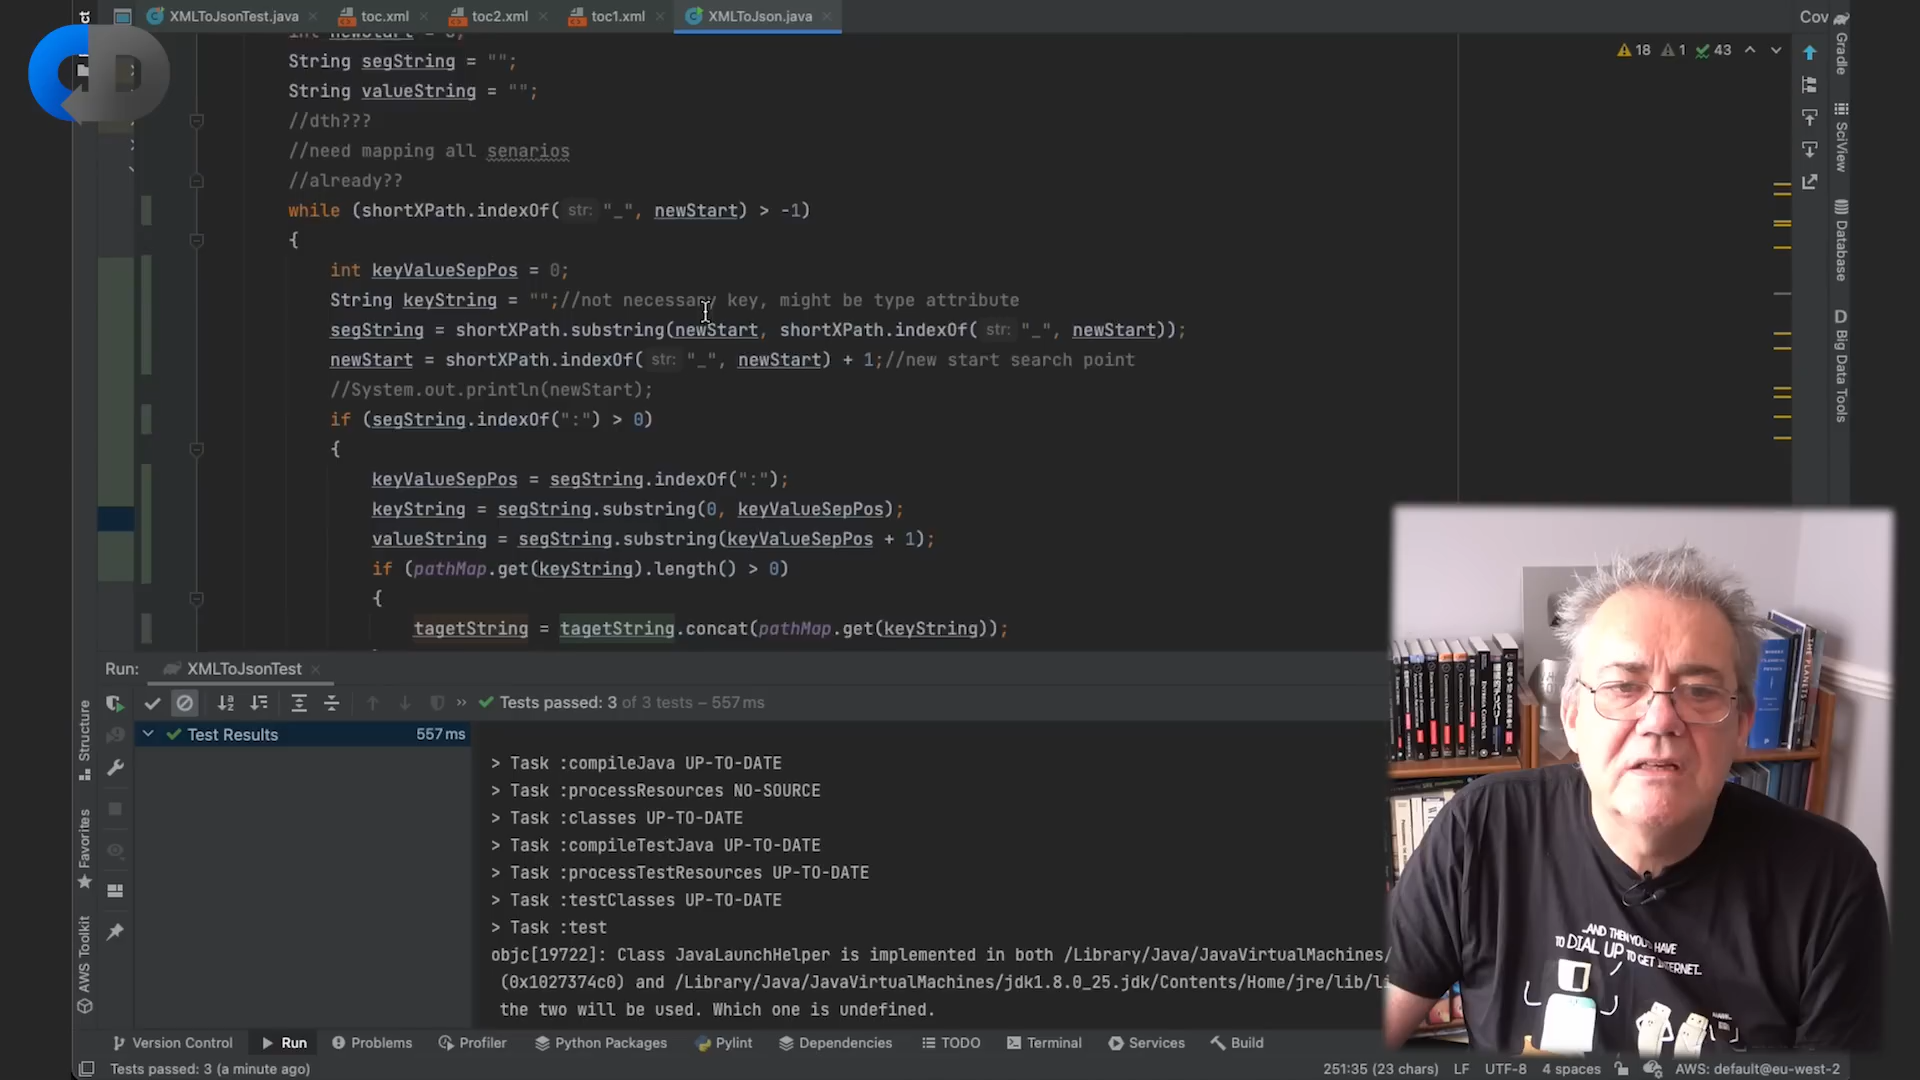 ct
XMLToJsonTest.java
toc.xml
toc2.xml
toc1.xml
XMLToJson.java
Cov
18 1 43
Gradle
SciView
Database
D Big Data Tools
String segString = "";
String valueString = "";
//dth???
//need mapping all senarios
//already??
while (shortXPath.indexOf( str: "_", newStart) > -1)
{
int keyValueSepPos = 0;
String keyString = "";//not necessary key, might be type attribute
segString = shortXPath.substring(newStart, shortXPath.indexOf( str: "_", newStart));
newStart = shortXPath.indexOf( str: "_", newStart) + 1;//new start search point
//System.out.println(newStart);
if (segString.indexOf(":") > 0)
{
keyValueSepPos = segString.indexOf(":");
keyString = segString.substring(0, keyValueSepPos);
valueString = segString.substring(keyValueSepPos + 1);
if (pathMap.get(keyString).length() > 0)
{
tagetString = tagetString.concat(pathMap.get(keyString));
Run: XMLToJsonTest
Tests passed: 3 of 3 tests – 557 ms
Test Results 557 ms
> Task :compileJava UP-TO-DATE
> Task :processResources NO-SOURCE
> Task :classes UP-TO-DATE
> Task :compileTestJava UP-TO-DATE
> Task :processTestResources UP-TO-DATE
> Task :testClasses UP-TO-DATE
> Task :test
objc[19722]: Class JavaLaunchHelper is implemented in both /Library/Java/JavaVirtualMachines/
(0x1027374c0) and /Library/Java/JavaVirtualMachines/jdk1.8.0_25.jdk/Contents/Home/jre/lib/li
the two will be used. Which one is undefined.
Structure
Favorites
AWS Toolkit
THE PLANETS
...AND THEN YOU'D HAVE
TO DIAL UP TO GET INTERNET...
Version Control
Run
Problems
Profiler
Python Packages
Pylint
Dependencies
TODO
Terminal
Services
Build
Tests passed: 3 (a minute ago)
251:35 (23 chars) LF UTF-8 4 spaces AWS: default@eu-west-2